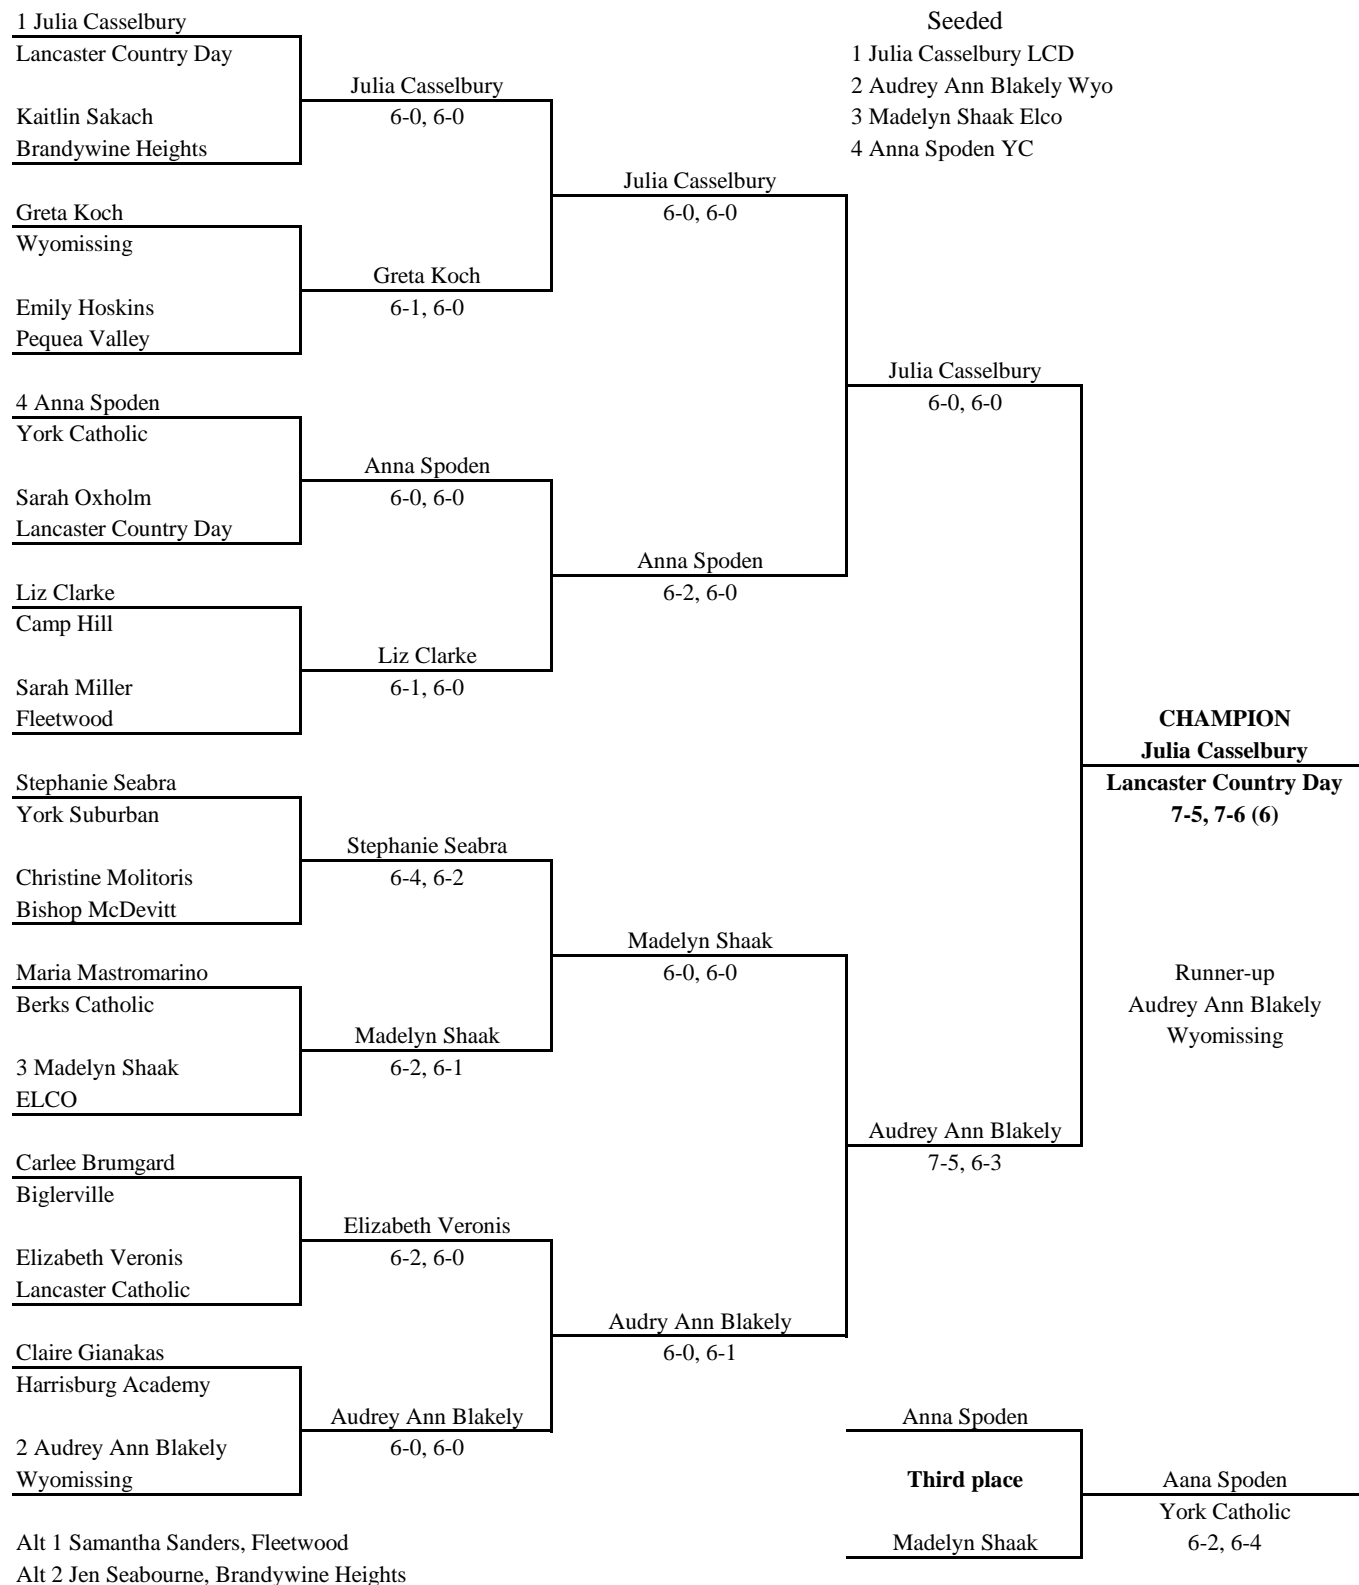 1 Julia Casselbury
Lancaster Country Day
Kaitlin Sakach
Brandywine Heights
Greta Koch
Wyomissing
Emily Hoskins
Pequea Valley
4 Anna Spoden
York Catholic
Sarah Oxholm
Lancaster Country Day
Liz Clarke
Camp Hill
Sarah Miller
Fleetwood
Stephanie Seabra
York Suburban
Christine Molitoris
Bishop McDevitt
Maria Mastromarino
Berks Catholic
3 Madelyn Shaak
ELCO
Carlee Brumgard
Biglerville
Elizabeth Veronis
Lancaster Catholic
Claire Gianakas
Harrisburg Academy
2 Audrey Ann Blakely
Wyomissing
Alt 1 Samantha Sanders, Fleetwood
Alt 2 Jen Seabourne, Brandywine Heights
Julia Casselbury
6-0, 6-0
Greta Koch
6-1, 6-0
Anna Spoden
6-0, 6-0
Liz Clarke
6-1, 6-0
Stephanie Seabra
6-4, 6-2
Madelyn Shaak
6-2, 6-1
Elizabeth Veronis
6-2, 6-0
Audrey Ann Blakely
6-0, 6-0
Julia Casselbury
6-0, 6-0
Anna Spoden
6-2, 6-0
Madelyn Shaak
6-0, 6-0
Audry Ann Blakely
6-0, 6-1
Seeded
1 Julia Casselbury LCD
2 Audrey Ann Blakely Wyo
3 Madelyn Shaak Elco
4 Anna Spoden YC
Julia Casselbury
6-0, 6-0
Audrey Ann Blakely
7-5, 6-3
CHAMPION
Julia Casselbury
Lancaster Country Day
7-5, 7-6 (6)
Runner-up
Audrey Ann Blakely
Wyomissing
Anna Spoden
Third place
Madelyn Shaak
Aana Spoden
York Catholic
6-2, 6-4